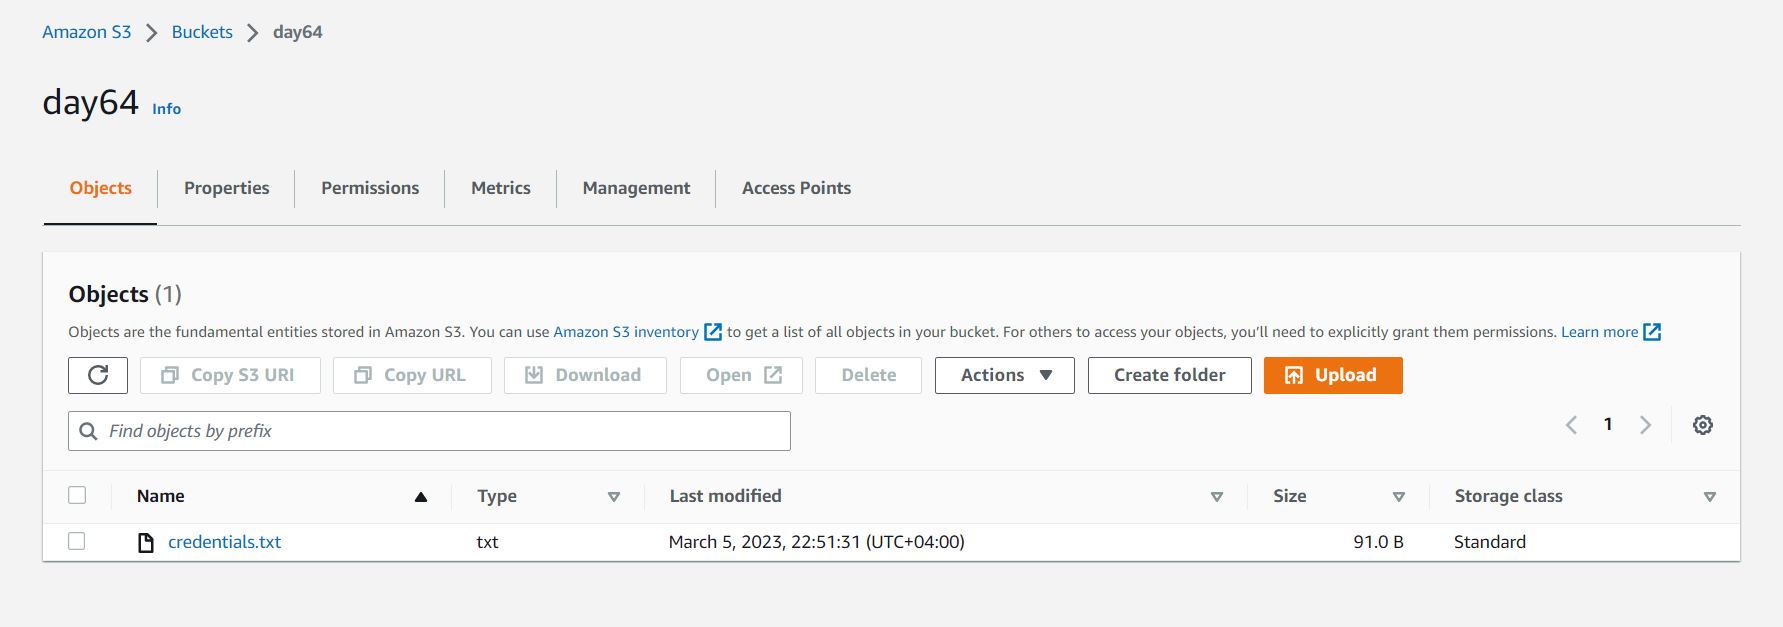 Amazon S3 Buckets day64
day64 Info
Objects Properties Permissions Metrics Management Access Points
Objects (1)
Objects are the fundamental entities stored in Amazon S3. You can use Amazon S3 inventory to get a list of all objects in your bucket. For others to access your objects, you'll need to explicitly grant them permissions. Learn more
Copy S3 URI Copy URL Download Open Delete Actions Create folder Upload
Find objects by prefix 1
Name Type Last modified Size Storage class
credentials.txt txt March 5, 2023, 22:51:31 (UTC+04:00) 91.0 B Standard